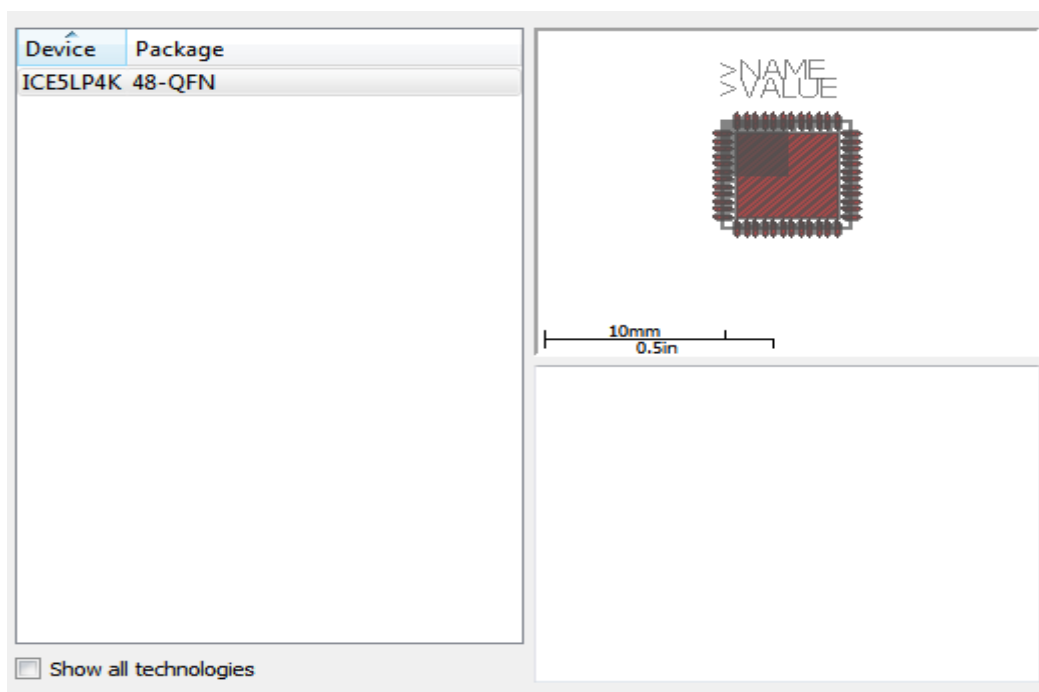 Device Package
ICE5LP4K 48-QFN
>NAME
>VALUE
10mm
0.5in
Show all technologies